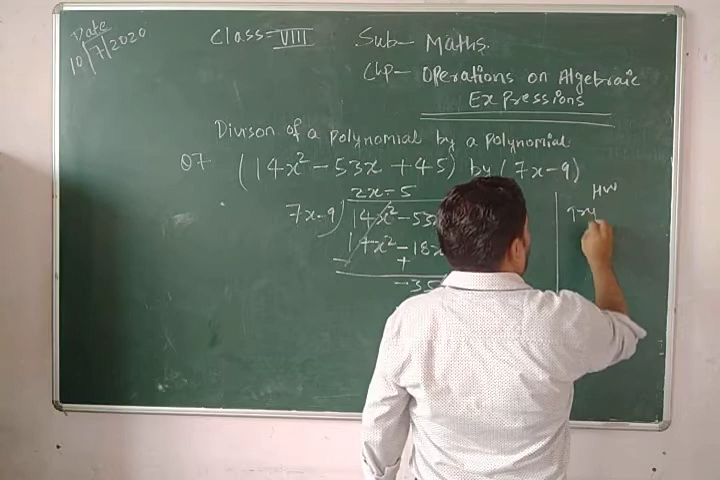 Date
10/7/2020
Class- VIII Sub- Maths.
Chp- Operations on Algebraic
Expressions
Divison of a polynomial by a polynomial
07 (14x² - 53x + 45) by (7x-9)
2x - 5
7x-9) 14x² - 53x
14x² - 18x
- +
-35
HW